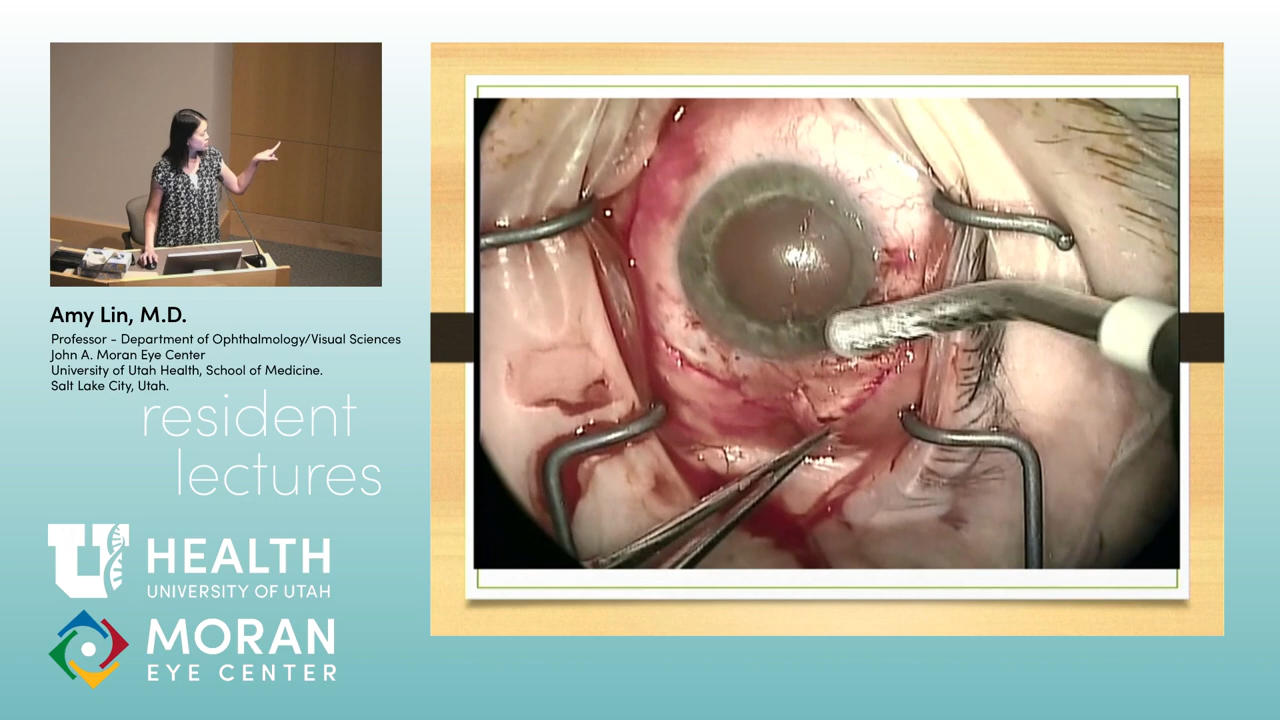 Amy Lin, M.D.
Professor - Department of Ophthalmology/Visual Sciences
John A. Moran Eye Center
University of Utah Health, School of Medicine.
Salt Lake City, Utah.
resident
lectures
U HEALTH
UNIVERSITY OF UTAH
MORAN
EYE CENTER